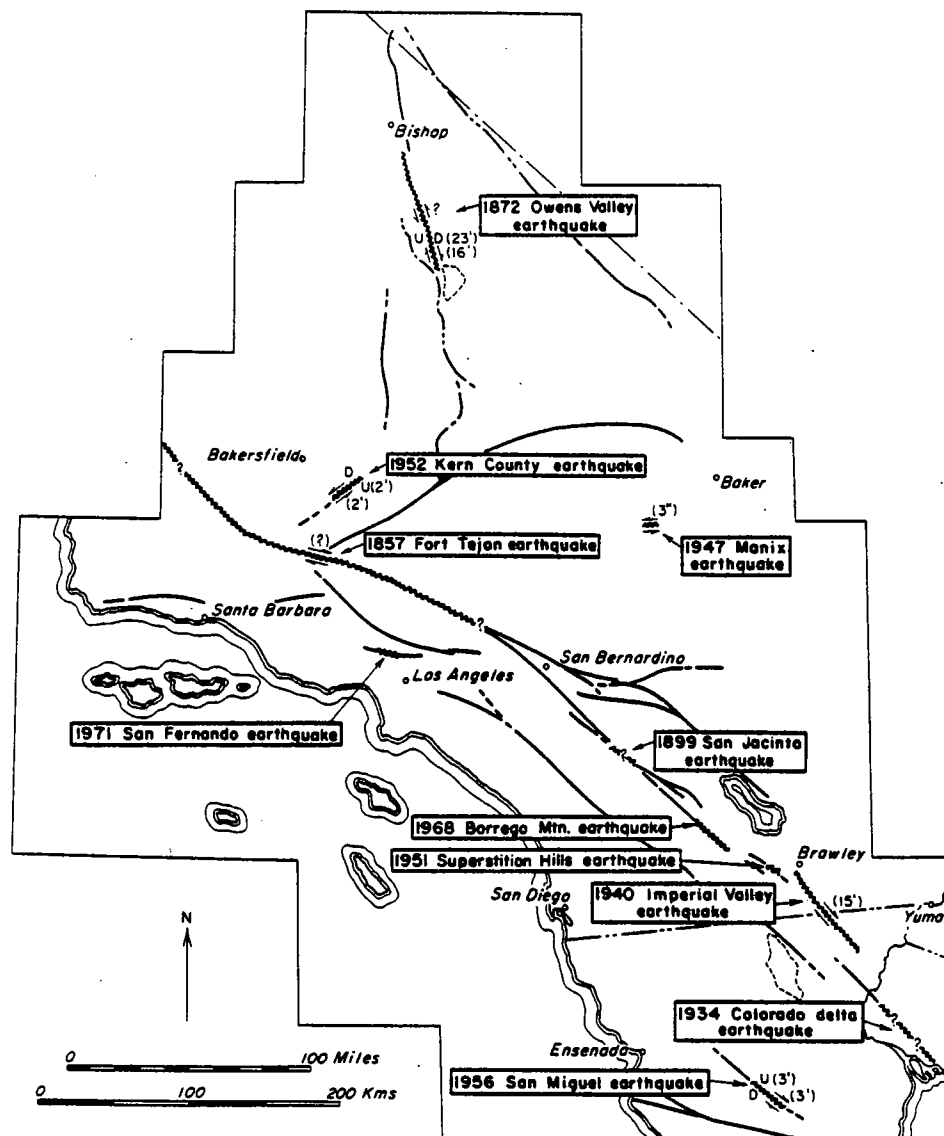 Bishop
1872 Owens Valley
earthquake
?
U D (23')
(16')
Bakersfield
D
U(2')
(2')
1952 Kern County earthquake
Baker
?
(3")
(?)
1857 Fort Tejon earthquake
1947 Manix
earthquake
Santa Barbara
?
San Bernardino
Los Angeles
1971 San Fernando earthquake
1899 San Jacinto
earthquake
?
1968 Borrego Mtn. earthquake
1951 Superstition Hills earthquake
Brawley
San Diego
1940 Imperial Valley
earthquake
(15')
Yuma
N
1934 Colorado delta
earthquake
?
?
Ensenada
0 100 Miles
0 100 200 Kms
1956 San Miguel earthquake
U (3')
D (3')